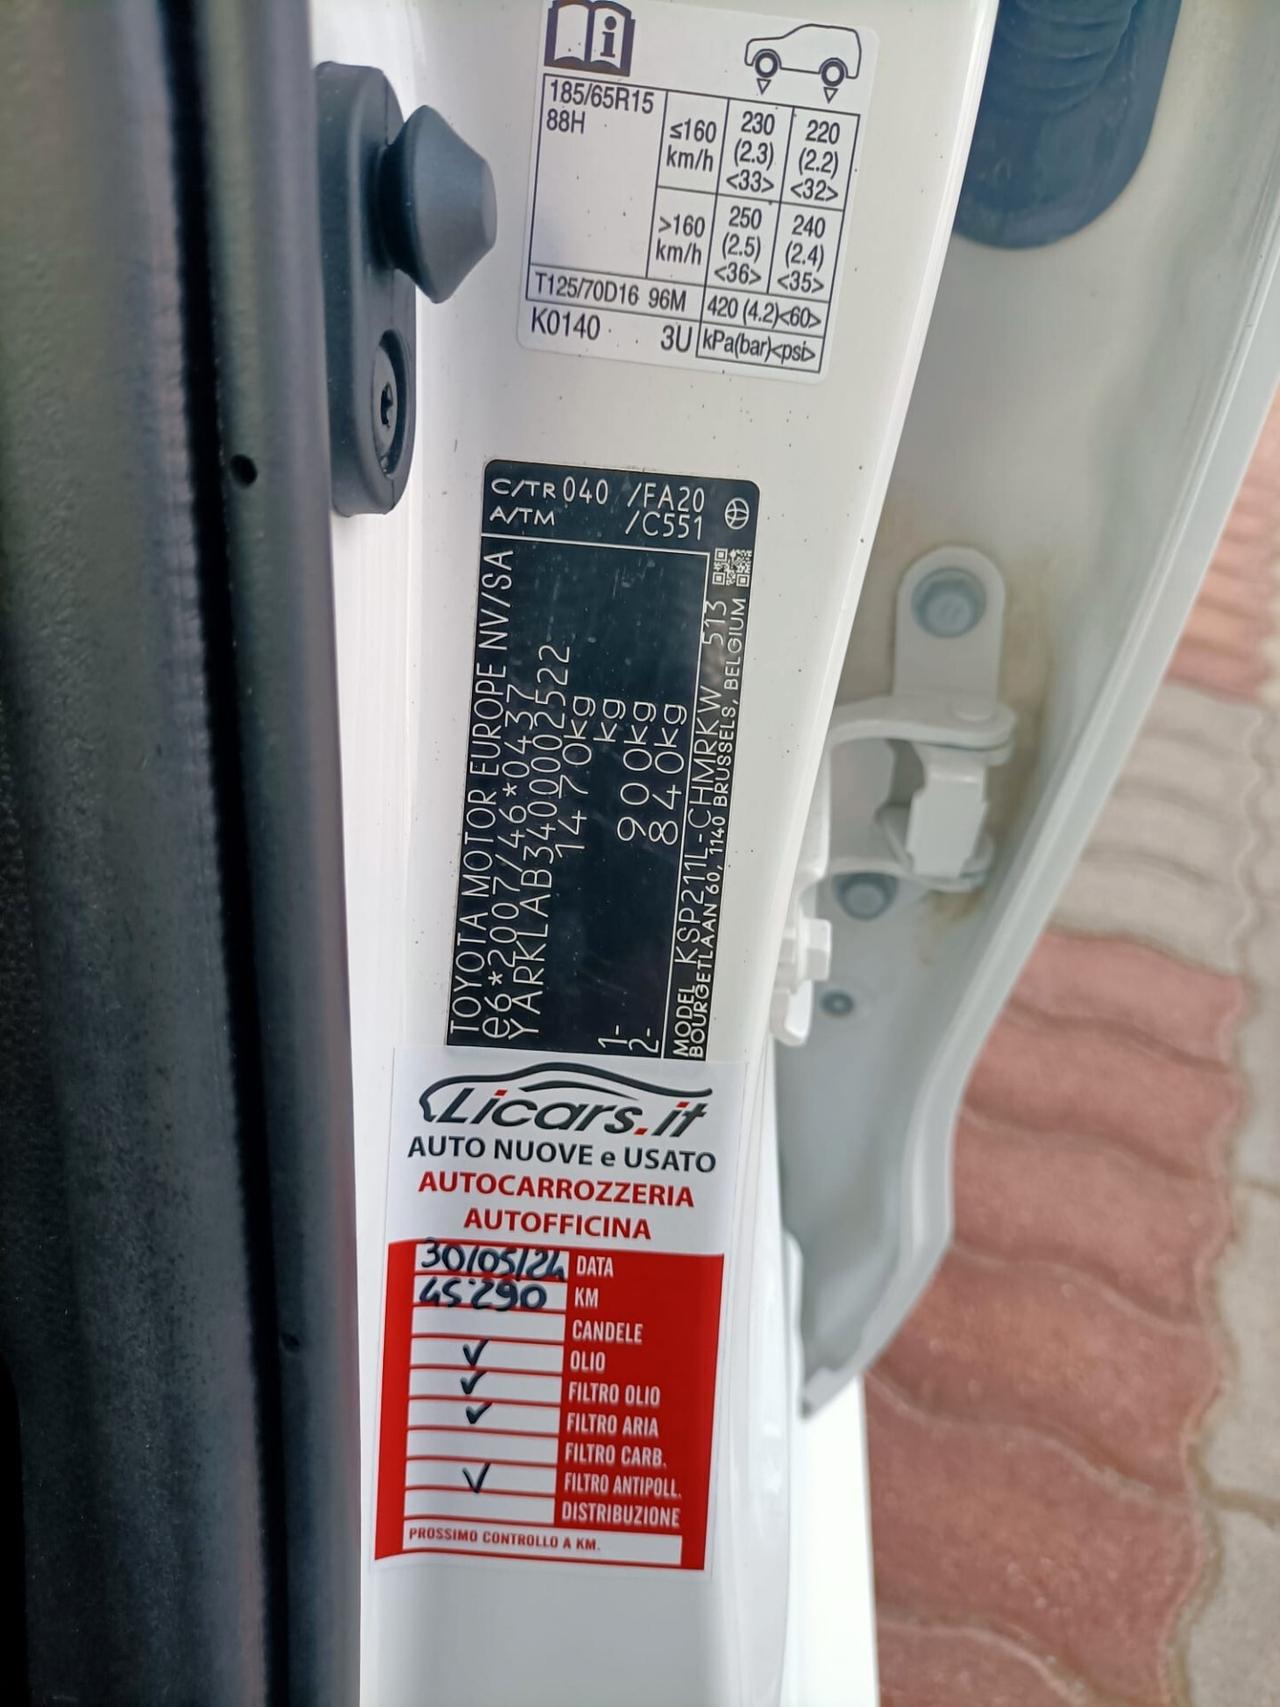 185/65R15
88H
≤160
km/h
230
(2.3)
<33>
220
(2.2)
<32>
>160
km/h
250
(2.5)
<36>
240
(2.4)
<35>
T125/70D16 96M
420 (4.2)<60>
K0140
3U
kPa(bar)<psi>
C/TR 040 /FA20
A/TM /C551
TOYOTA MOTOR EUROPE NV/SA
e6*2007/46*0437
YARKLAB3400002522
1470kg
kg
1- 900kg
2- 840kg
MODEL KSP211L-CHMRKW 513
BOURGETLAAN 60, 1140 BRUSSELS, BELGIUM
Licars.it
AUTO NUOVE e USATO
AUTOCARROZZERIA
AUTOFFICINA
30/05/24 DATA
45'290 KM
CANDELE
✓ OLIO
✓ FILTRO OLIO
✓ FILTRO ARIA
FILTRO CARB.
✓ FILTRO ANTIPOLL.
DISTRIBUZIONE
PROSSIMO CONTROLLO A KM.